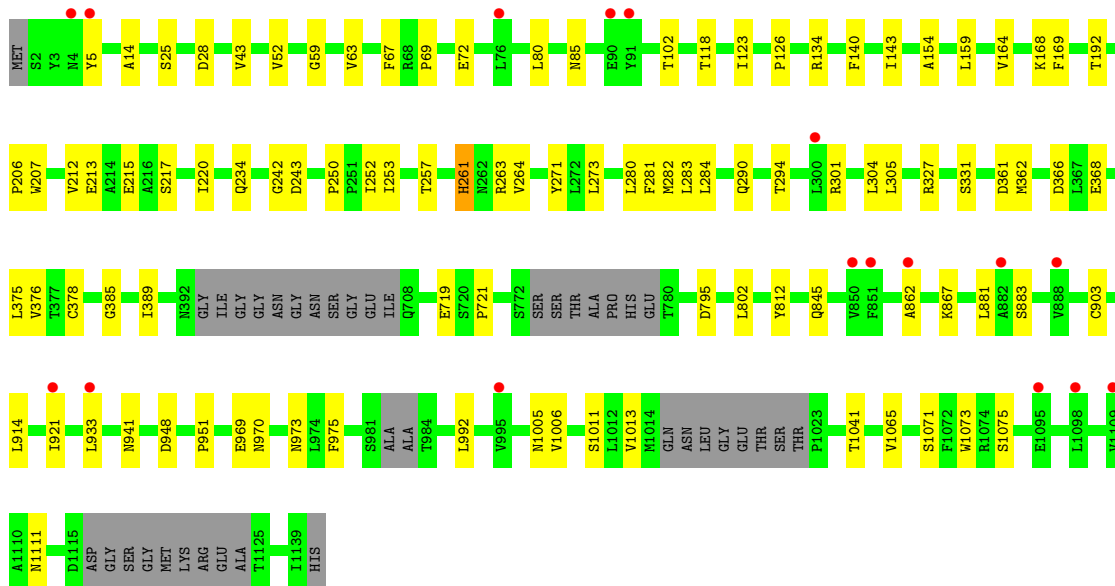 MET S2 Y3 N4 Y5 A14 S25 D28 V43 V52 G59 V63 F67 R68 P69 E72 L76 L80 N85 E90 Y91 T102 T118 I123 P126 R134 F140 I143 A154 L159 V164 K168 F169 T192
P206 W207 V212 E213 A214 E215 A216 S217 I220 Q234 G242 D243 P250 P251 I252 I253 T257 H261 N262 R263 V264 Y271 L272 L273 L280 F281 M282 L283 L284 Q290 T294 L300 R301 L304 L305 R327 S331 D361 M362 D366 L367 E368
L375 V376 T377 C378 G385 I389 N392 GLY ILE GLY GLY ASN GLY ASN SER GLY GLU ILE Q708 E719 S720 P721 S772 SER SER THR ALA PRO HIS GLU T780 D795 L802 Y812 Q845 V850 F851 A862 K867 L881 A882 S883 V888 C903
L914 I921 L933 N941 D948 P951 E969 N970 N973 L974 F975 S981 ALA ALA T984 L992 V995 N1005 V1006 S1011 L1012 V1013 M1014 GLN ASN LEU GLY GLU THR SER THR P1023 T1041 V1065 S1071 F1072 W1073 R1074 S1075 E1095 L1098
A1110 N1111 D1115 ASP GLY SER GLY MET LYS ARG GLU ALA T1125 I1139 HIS